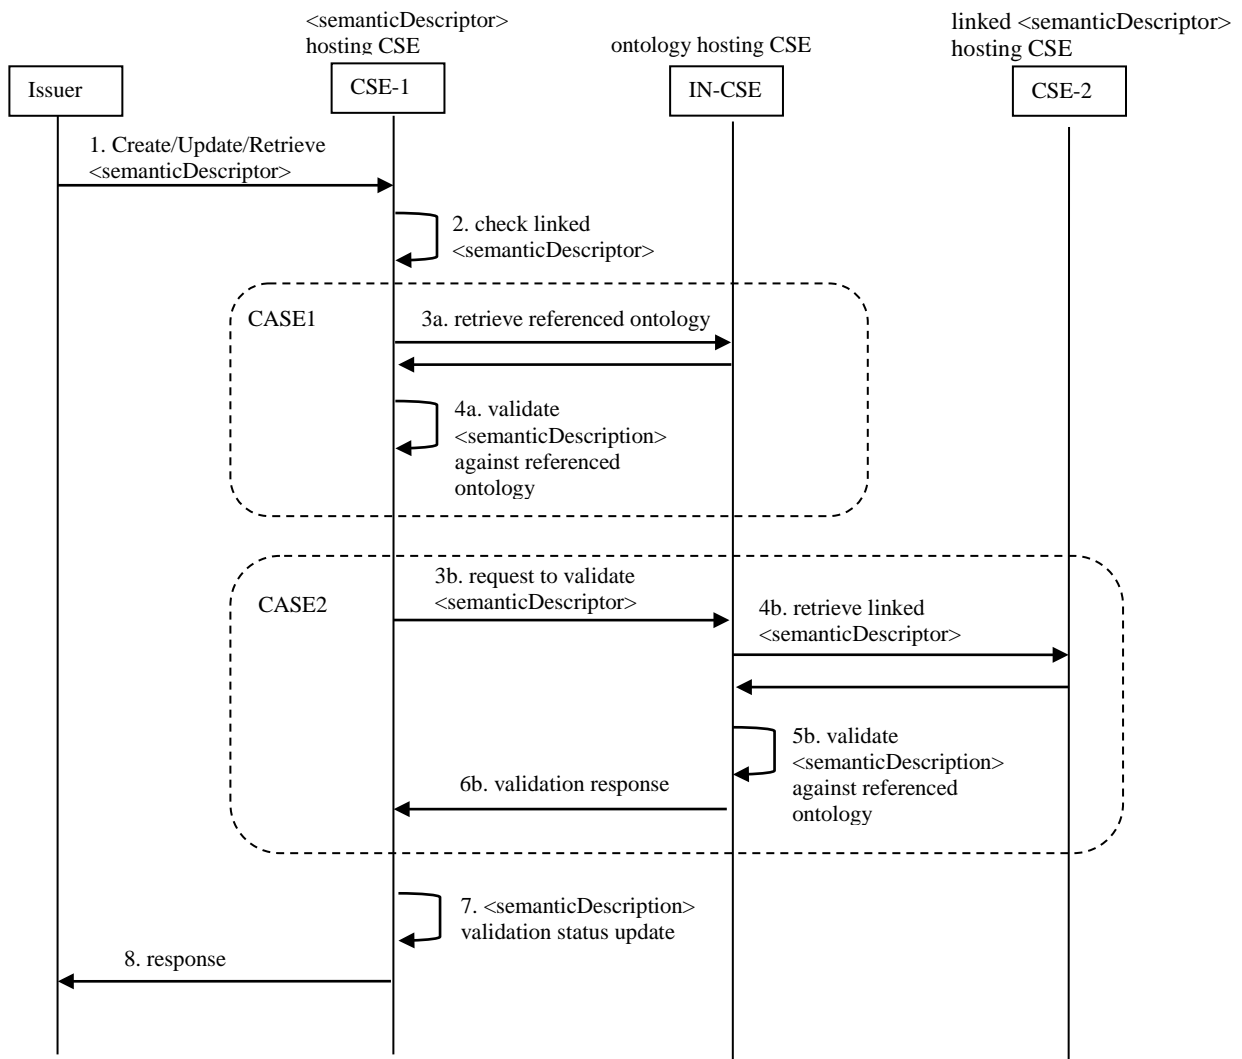 <semanticDescriptor>
hosting CSE
ontology hosting CSE
linked <semanticDescriptor>
hosting CSE
Issuer
CSE-1
IN-CSE
CSE-2
1. Create/Update/Retrieve
<semanticDescriptor>
2. check linked
<semanticDescriptor>
CASE1
3a. retrieve referenced ontology
4a. validate
<semanticDescription>
against referenced
ontology
CASE2
3b. request to validate
<semanticDescriptor>
4b. retrieve linked
<semanticDescriptor>
5b. validate
<semanticDescription>
against referenced
ontology
6b. validation response
7. <semanticDescription>
validation status update
8. response